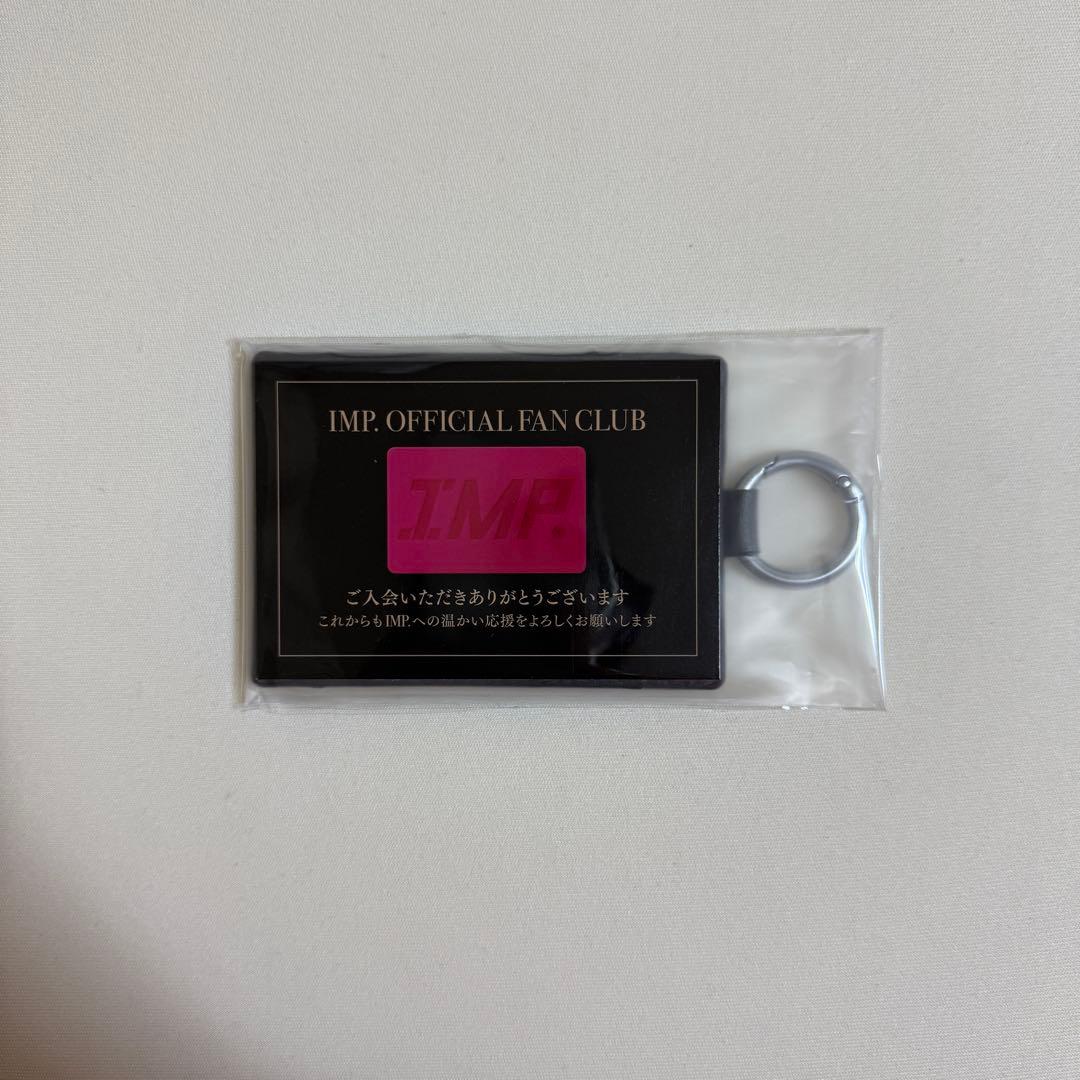 IMP. OFFICIAL FAN CLUB
IMP.
ご入会いただきありがとうございます
これからもIMP.への温かい応援をよろしくお願いします